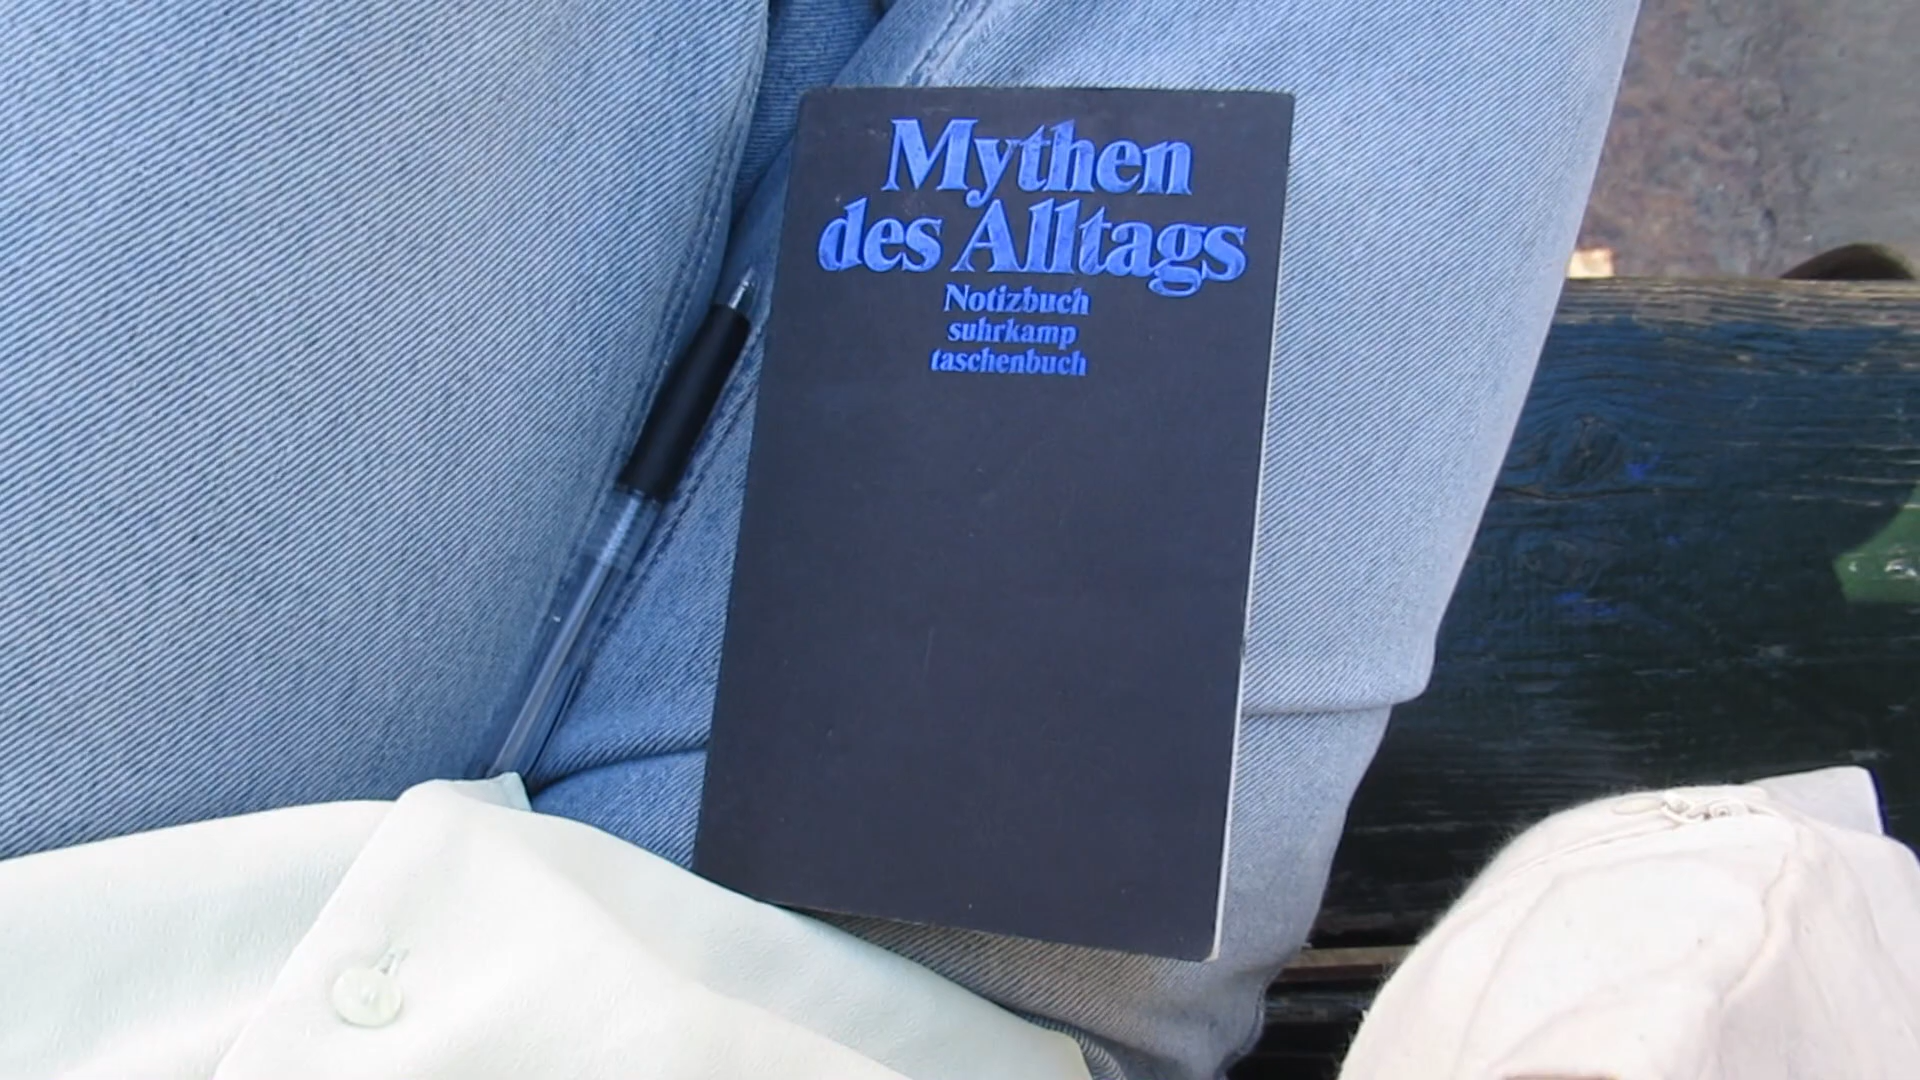 Mythen
des Alltags
Notizbuch
suhrkamp
taschenbuch